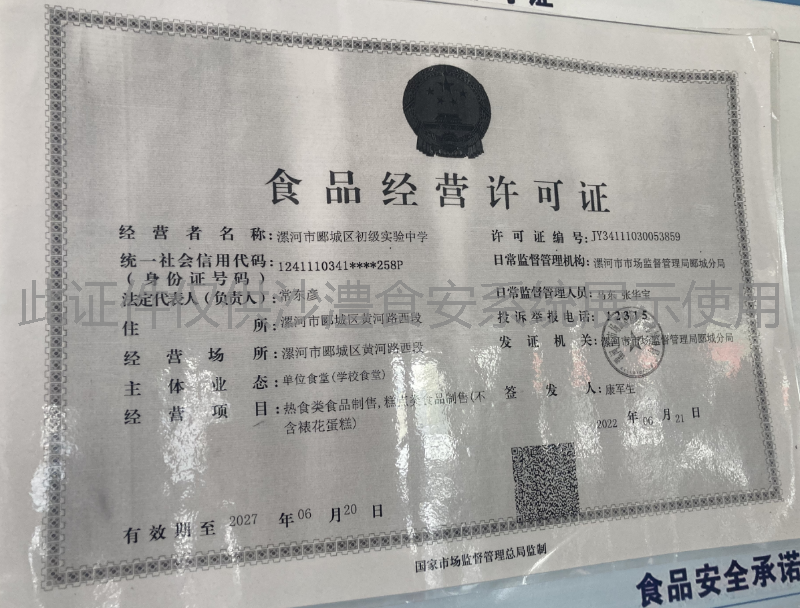 食品经营许可证
经营者名称：漯河市郾城区初级实验中学
统一社会信用代码：1241110341****258P
（身份证号码）
法定代表人（负责人）：常东彦
住所：漯河市郾城区黄河路西段
经营场所：漯河市郾城区黄河路西段
主体业态：单位食堂(学校食堂)
经营项目：热食类食品制售,糕点类食品制售(不
含裱花蛋糕)
许可证编号：JY34111030053859
日常监督管理机构：漯河市市场监督管理局郾城分局
日常监督管理人员：马东 张华宝
投诉举报电话：12315
发证机关：漯河市市场监督管理局郾城分局
签发人：康军生
2022 年 06 月 21 日
有效期至 2027 年 06 月 20 日
国家市场监督管理总局监制
食品安全承诺
此证件仅供沙澧食安系统展示使用